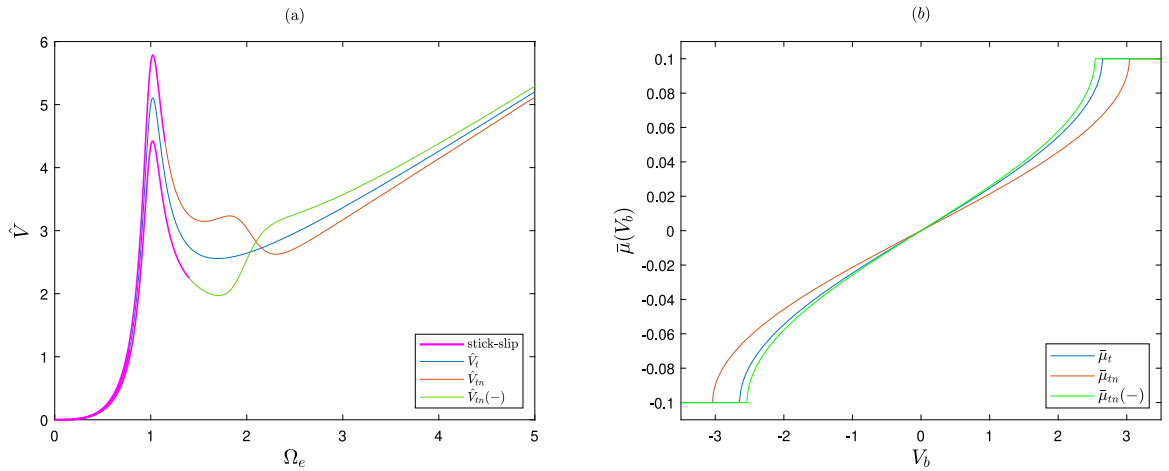 (a)
6
5
4
3
2
1
0
V̂
0 1 2 3 4 5
Ω_e
stick-slip
V̂_t
V̂_tn
V̂_tn(−)
(b)
0.1
0.08
0.06
0.04
0.02
0
-0.02
-0.04
-0.06
-0.08
-0.1
μ̄(V_b)
-3 -2 -1 0 1 2 3
V_b
μ̄_t
μ̄_tn
μ̄_tn(−)